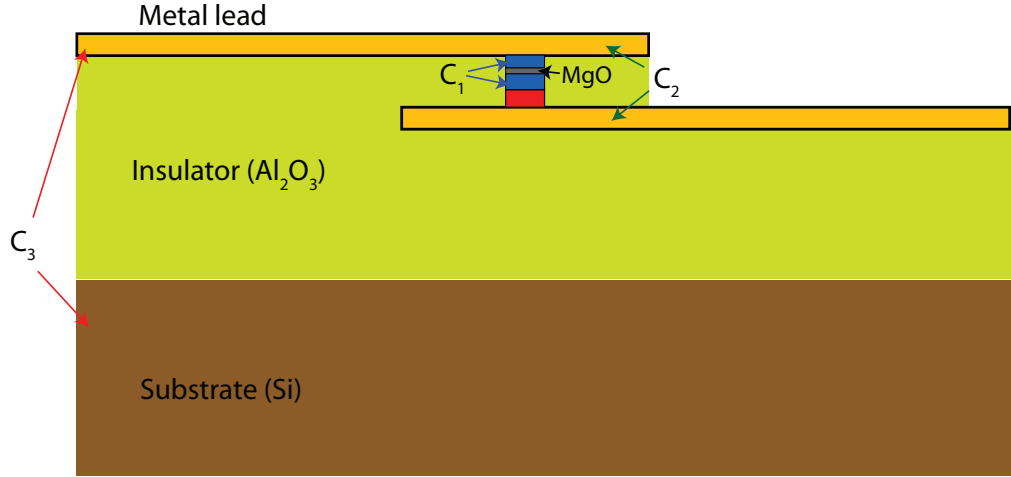 Metal lead
C₁
MgO
C₂
Insulator (Al₂O₃)
C₃
Substrate (Si)